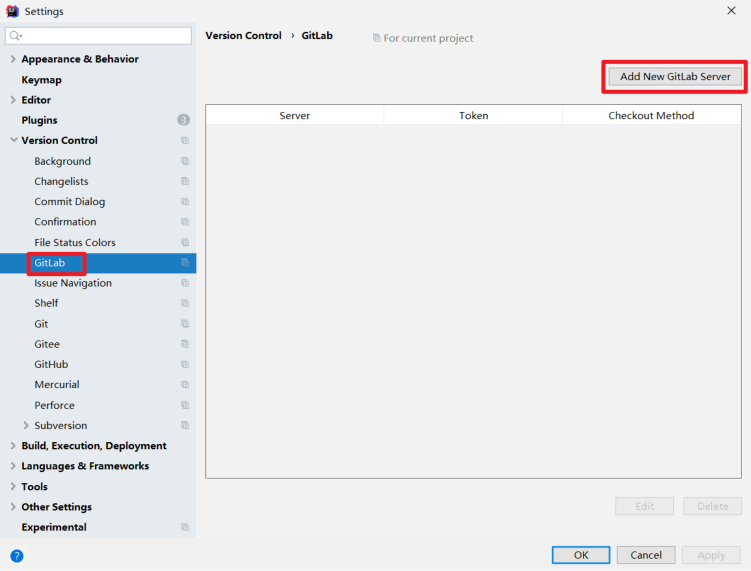 Settings
Version Control › GitLab
For current project
Appearance & Behavior
Keymap
Editor
Plugins
3
Version Control
Background
Changelists
Commit Dialog
Confirmation
File Status Colors
GitLab
Issue Navigation
Shelf
Git
Gitee
GitHub
Mercurial
Perforce
Subversion
Build, Execution, Deployment
Languages & Frameworks
Tools
Other Settings
Experimental
Add New GitLab Server
Server Token Checkout Method
Edit Delete
? OK Cancel Apply